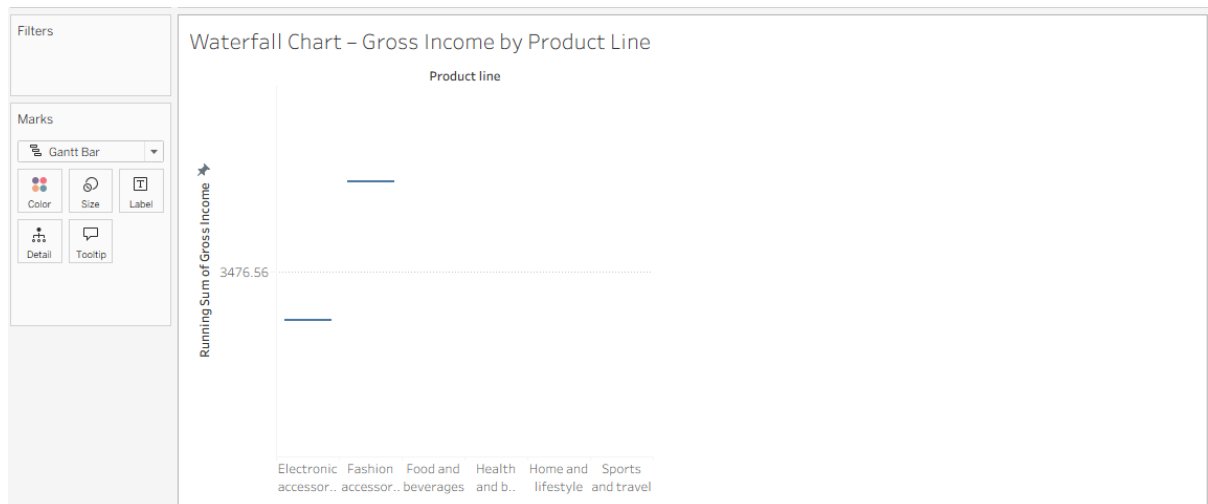 Filters
Marks
Gantt Bar
Color Size Label
Detail Tooltip
Waterfall Chart – Gross Income by Product Line
Product line
Running Sum of Gross Income
3476.56
Electronic accessor..
Fashion accessor..
Food and beverages
Health and b..
Home and lifestyle
Sports and travel